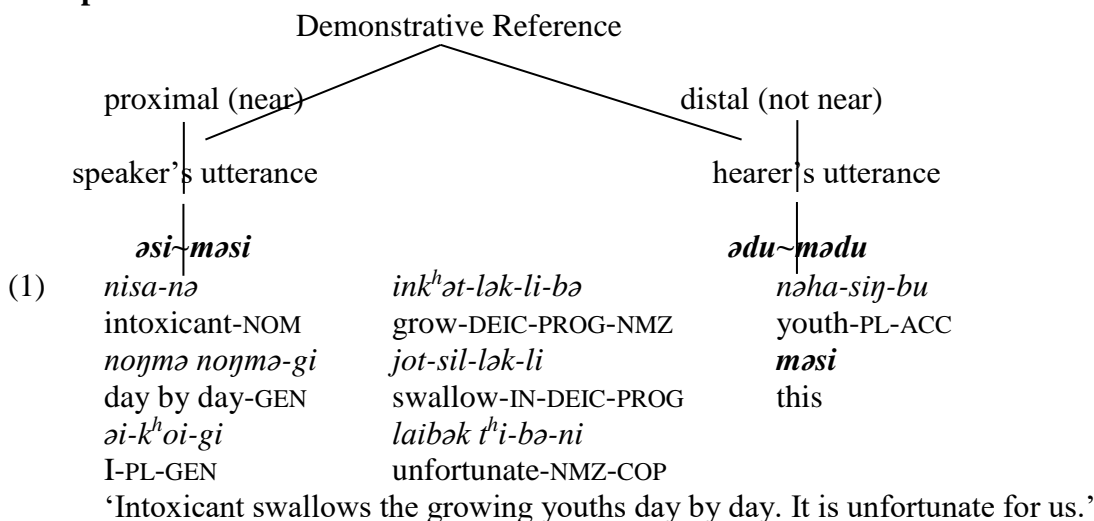 Demonstrative Reference
proximal (near) distal (not near)
speaker’s utterance hearer’s utterance
əsi~məsi ədu~mədu
(1) nisa-nə inkʰət-lək-li-bə nəha-siŋ-bu
intoxicant-NOM grow-DEIC-PROG-NMZ youth-PL-ACC
noŋmə noŋmə-gi jot-sil-lək-li məsi
day by day-GEN swallow-IN-DEIC-PROG this
əi-kʰoi-gi laibək tʰi-bə-ni
I-PL-GEN unfortunate-NMZ-COP
‘Intoxicant swallows the growing youths day by day. It is unfortunate for us.’